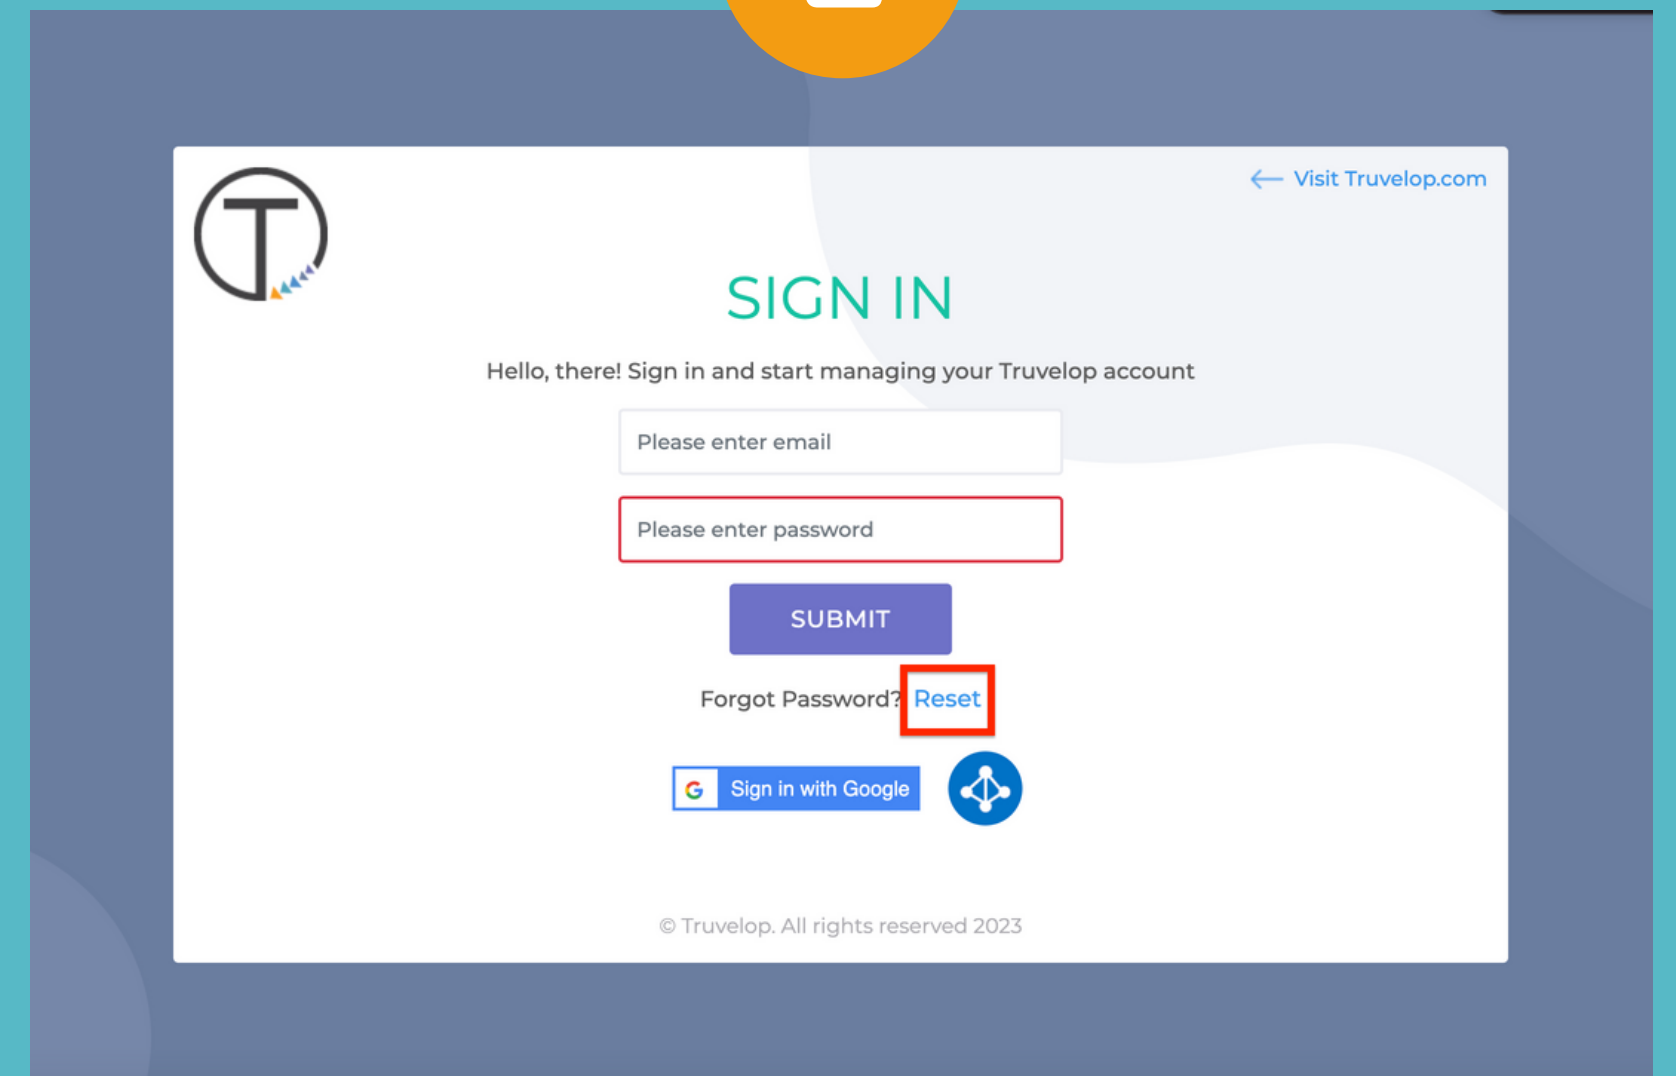 T
Visit Truvelop.com
SIGN IN
Hello, there! Sign in and start managing your Truvelop account
Please enter email
Please enter password
SUBMIT
Forgot Password? Reset
G Sign in with Google
© Truvelop. All rights reserved 2023